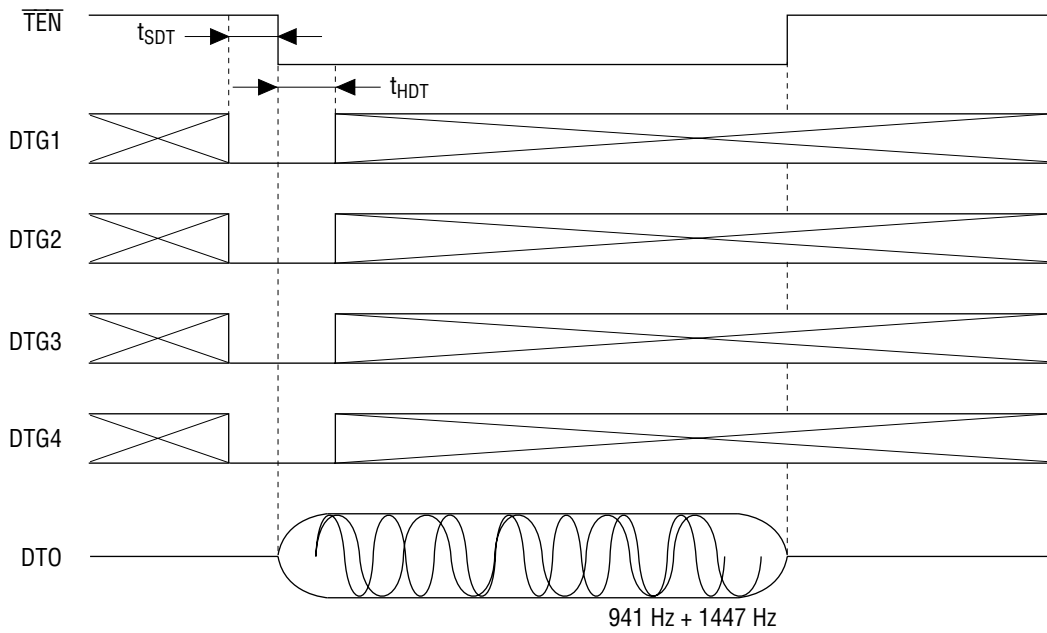 TEN
tSDT
tHDT
DTG1
DTG2
DTG3
DTG4
DTO
941 Hz + 1447 Hz